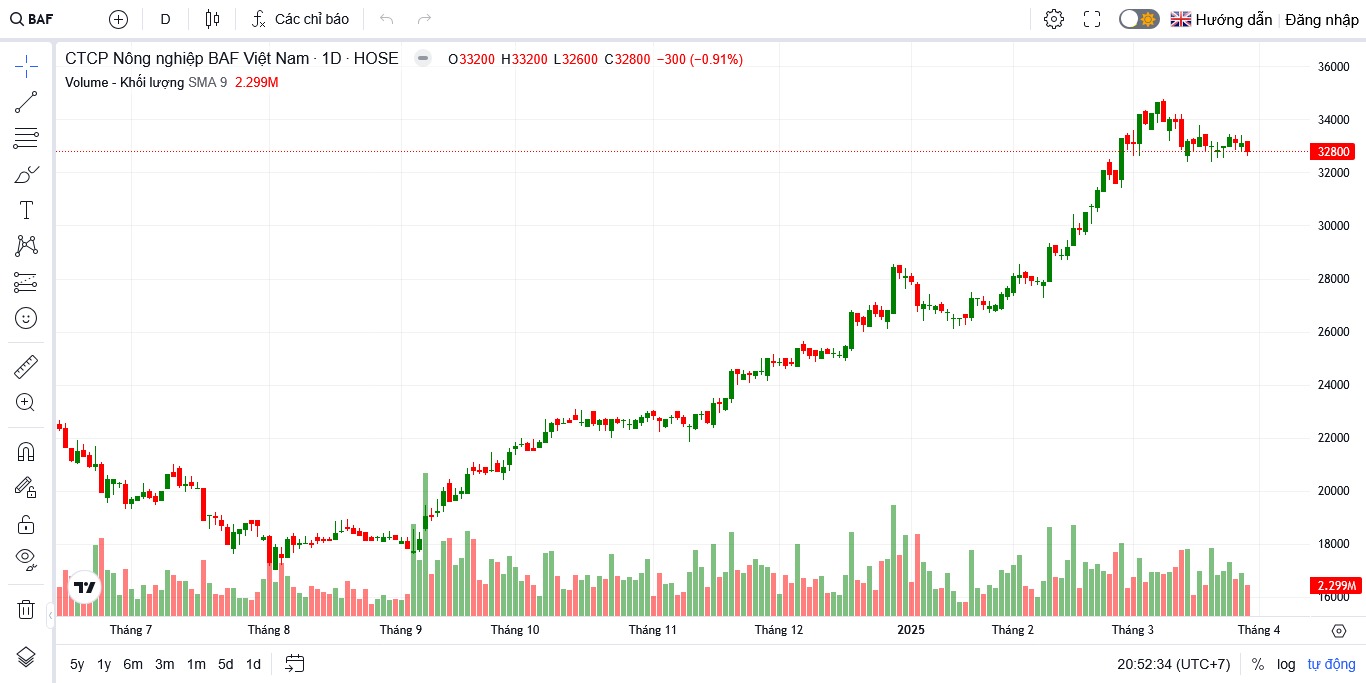 BAF D Các chỉ báo Hướng dẫn Đăng nhập
CTCP Nông nghiệp BAF Việt Nam · 1D · HOSE O33200 H33200 L32600 C32800 −300 (−0.91%)
Volume - Khối lượng SMA 9 2.299M
36000
34000
32800
32000
30000
28000
26000
24000
22000
20000
18000
2.299M
16000
Tháng 7 Tháng 8 Tháng 9 Tháng 10 Tháng 11 Tháng 12 2025 Tháng 2 Tháng 3 Tháng 4
5y 1y 6m 3m 1m 5d 1d 20:52:34 (UTC+7) % log tự động